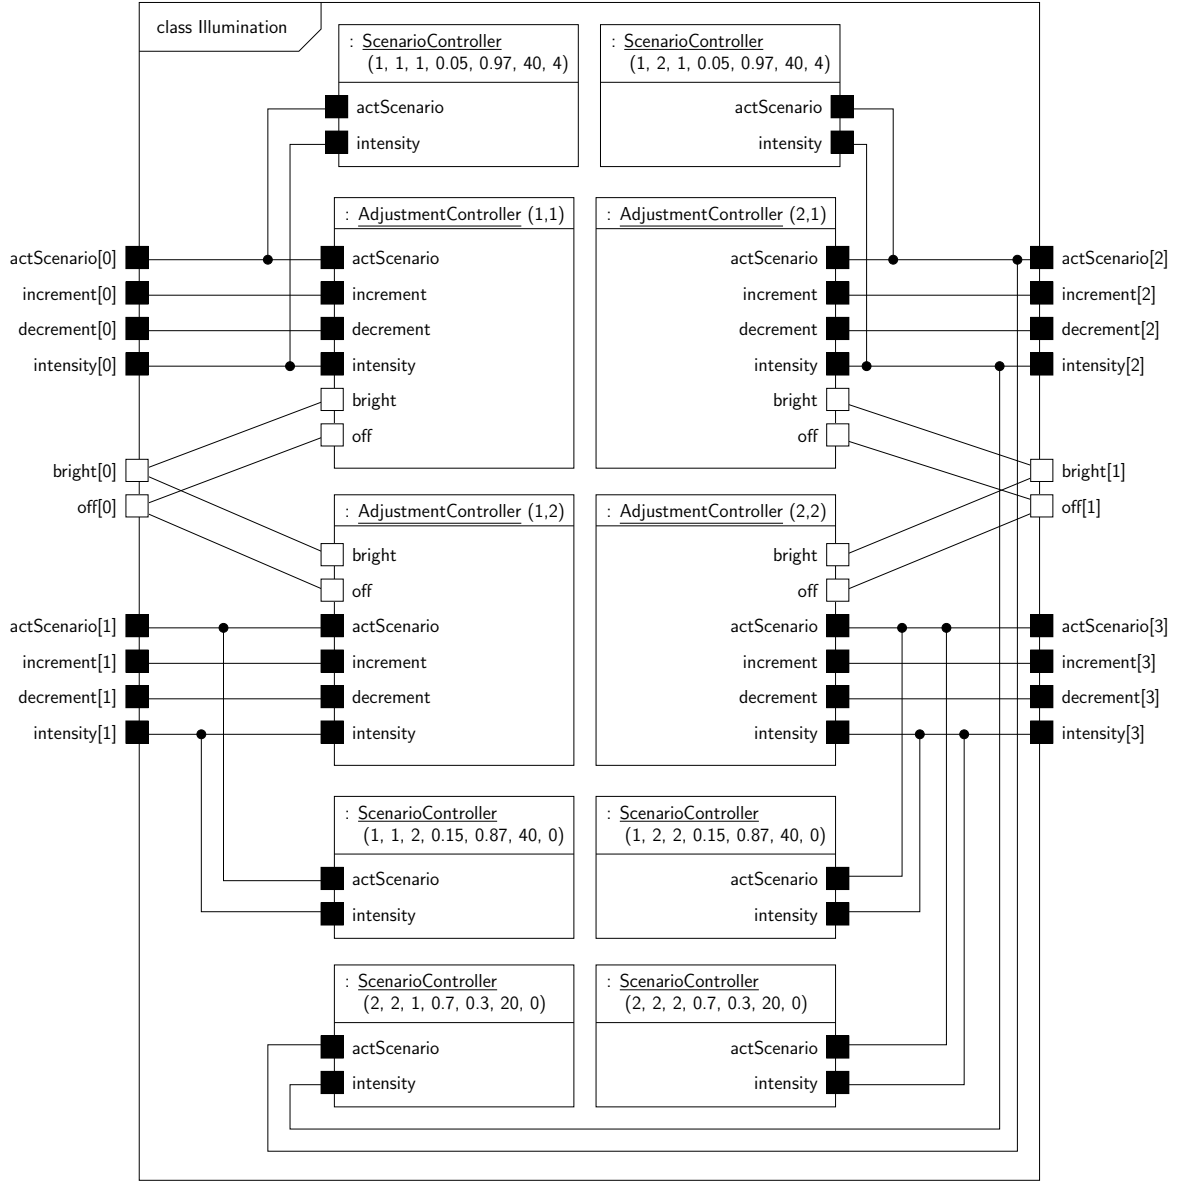 class Illumination
: ScenarioController
(1, 1, 1, 0.05, 0.97, 40, 4)
actScenario
intensity
: ScenarioController
(1, 2, 1, 0.05, 0.97, 40, 4)
actScenario
intensity
actScenario[0]
increment[0]
decrement[0]
intensity[0]
bright[0]
off[0]
: AdjustmentController (1,1)
actScenario
increment
decrement
intensity
bright
off
: AdjustmentController (2,1)
actScenario
increment
decrement
intensity
bright
off
actScenario[2]
increment[2]
decrement[2]
intensity[2]
bright[1]
off[1]
actScenario[1]
increment[1]
decrement[1]
intensity[1]
: AdjustmentController (1,2)
bright
off
actScenario
increment
decrement
intensity
: AdjustmentController (2,2)
bright
off
actScenario
increment
decrement
intensity
actScenario[3]
increment[3]
decrement[3]
intensity[3]
: ScenarioController
(1, 1, 2, 0.15, 0.87, 40, 0)
actScenario
intensity
: ScenarioController
(1, 2, 2, 0.15, 0.87, 40, 0)
actScenario
intensity
: ScenarioController
(2, 2, 1, 0.7, 0.3, 20, 0)
actScenario
intensity
: ScenarioController
(2, 2, 2, 0.7, 0.3, 20, 0)
actScenario
intensity